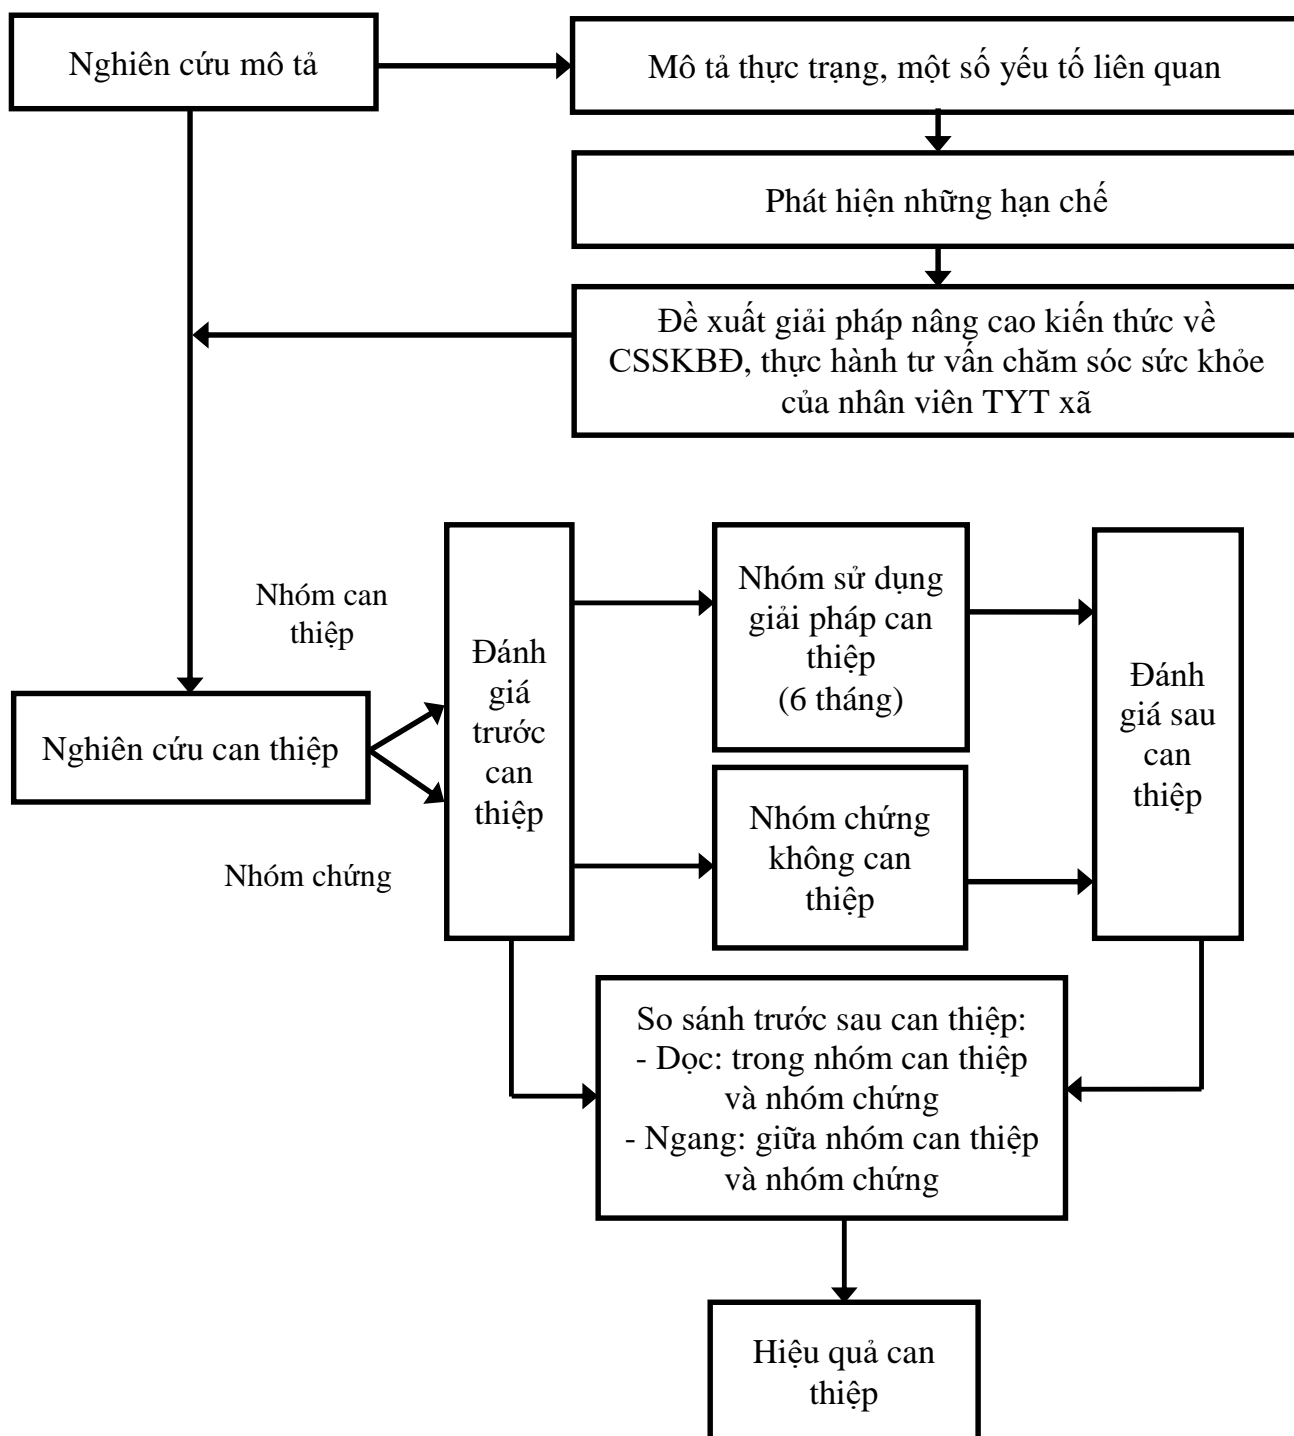 Nghiên cứu mô tả
Mô tả thực trạng, một số yếu tố liên quan
Phát hiện những hạn chế
Đề xuất giải pháp nâng cao kiến thức về
CSSKBĐ, thực hành tư vấn chăm sóc sức khỏe
của nhân viên TYT xã
Nhóm can
thiệp
Nghiên cứu can thiệp
Nhóm chứng
Đánh
giá
trước
can
thiệp
Nhóm sử dụng
giải pháp can
thiệp
(6 tháng)
Nhóm chứng
không can
thiệp
Đánh
giá sau
can
thiệp
So sánh trước sau can thiệp:
- Dọc: trong nhóm can thiệp
và nhóm chứng
- Ngang: giữa nhóm can thiệp
và nhóm chứng
Hiệu quả can
thiệp